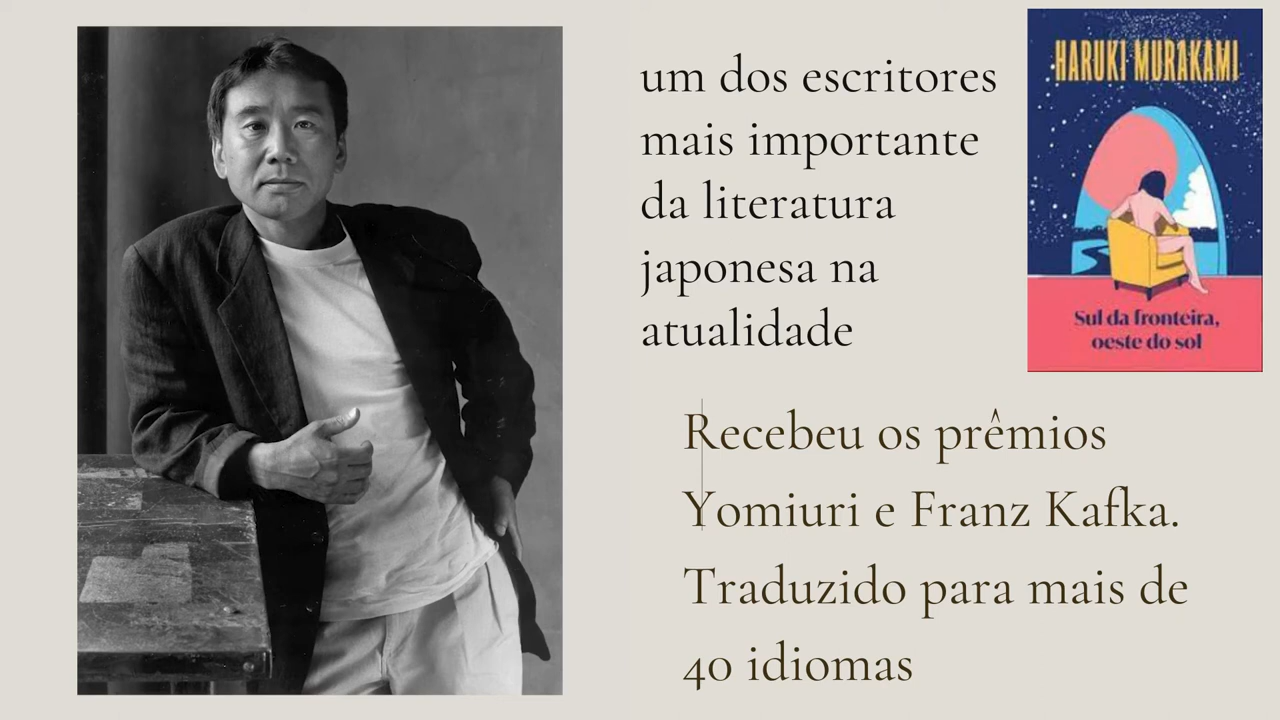 um dos escritores
mais importante
da literatura
japonesa na
atualidade
HARUKI MURAKAMI
Sul da fronteira,
oeste do sol
Recebeu os prêmios
Yomiuri e Franz Kafka.
Traduzido para mais de
40 idiomas